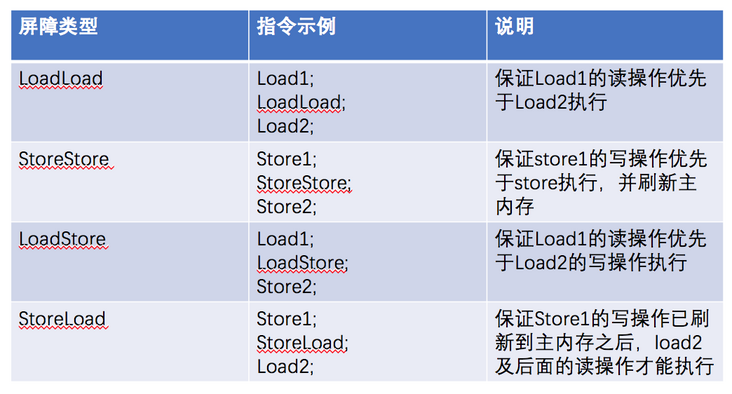 屏障类型 指令示例 说明
LoadLoad Load1; 保证Load1的读操作优先
LoadLoad; 于Load2执行
Load2;
StoreStore Store1; 保证store1的写操作优先
StoreStore; 于store执行，并刷新主
Store2; 内存
LoadStore Load1; 保证Load1的读操作优先
LoadStore; 于Load2的写操作执行
Store2;
StoreLoad Store1; 保证Store1的写操作已刷
StoreLoad; 新到主内存之后，load2
Load2; 及后面的读操作才能执行